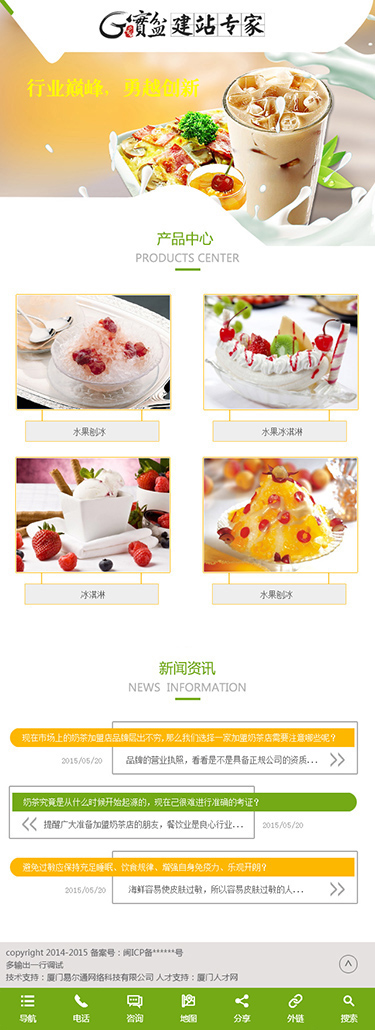 G宝
寶盆建站专家
行业巅峰，勇越创新
产品中心
PRODUCTS CENTER
水果刨冰
水果冰淇淋
冰淇淋
水果刨冰
新闻资讯
NEWS INFORMATION
现在市场上的奶茶加盟店品牌层出不穷,那么我们选择一家加盟奶茶店需要注意哪些呢?
2015/05/20
品牌的营业执照，看看是不是具备正规公司的资质...
奶茶究竟是从什么时候开始起源的，现在已很难进行准确的考证?
提醒广大准备加盟奶茶店的朋友，餐饮业是良心行业...
2015/05/20
避免过敏应保持充足睡眠、饮食规律、增强自身免疫力、乐观开朗?
2015/05/20
海鲜容易使皮肤过敏，所以容易皮肤过敏的人...
copyright 2014-2015 备案号：闽ICP备******号
多输出一行调试
技术支持：厦门易尔通网络科技有限公司 人才支持：厦门人才网
导航 电话 咨询 地图 分享 外链 搜索